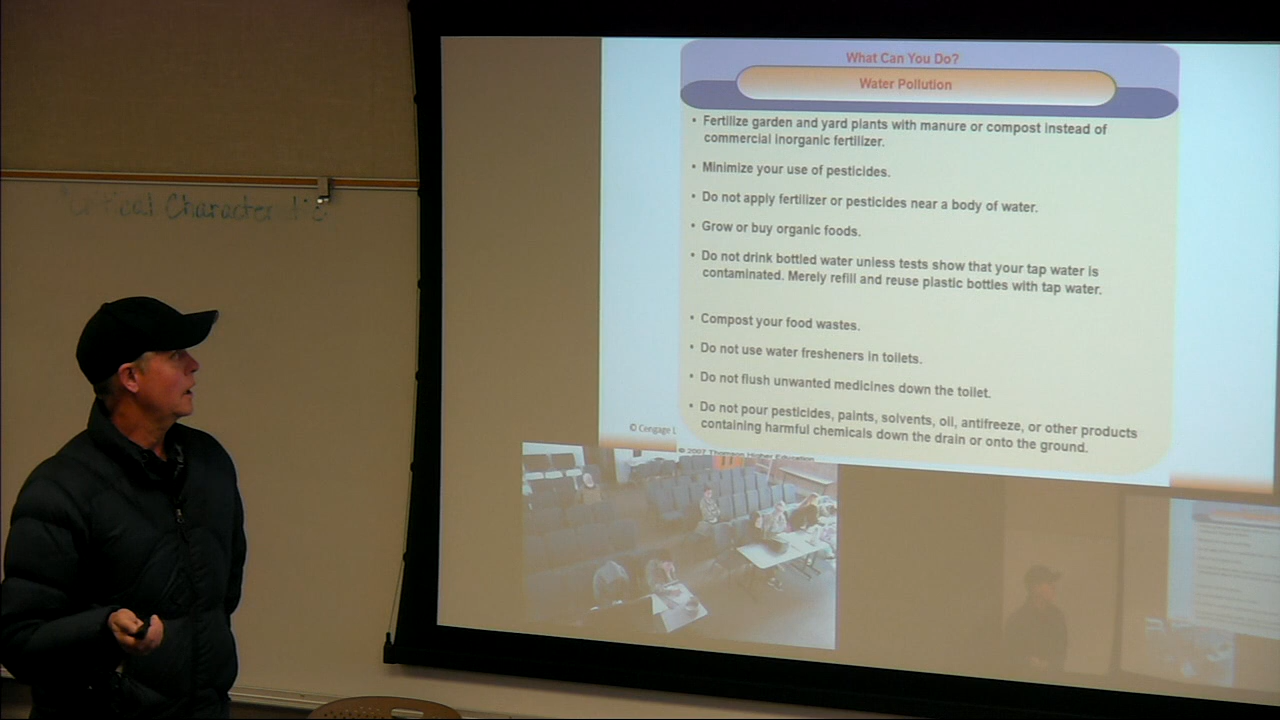 What Can You Do?
Water Pollution
• Fertilize garden and yard plants with manure or compost instead of
commercial inorganic fertilizer.
• Minimize your use of pesticides.
• Do not apply fertilizer or pesticides near a body of water.
• Grow or buy organic foods.
• Do not drink bottled water unless tests show that your tap water is
contaminated. Merely refill and reuse plastic bottles with tap water.
• Compost your food wastes.
• Do not use water fresheners in toilets.
• Do not flush unwanted medicines down the toilet.
• Do not pour pesticides, paints, solvents, oil, antifreeze, or other products
containing harmful chemicals down the drain or onto the ground.
© Cengage L
© 2007 Thomson Higher Education
Character